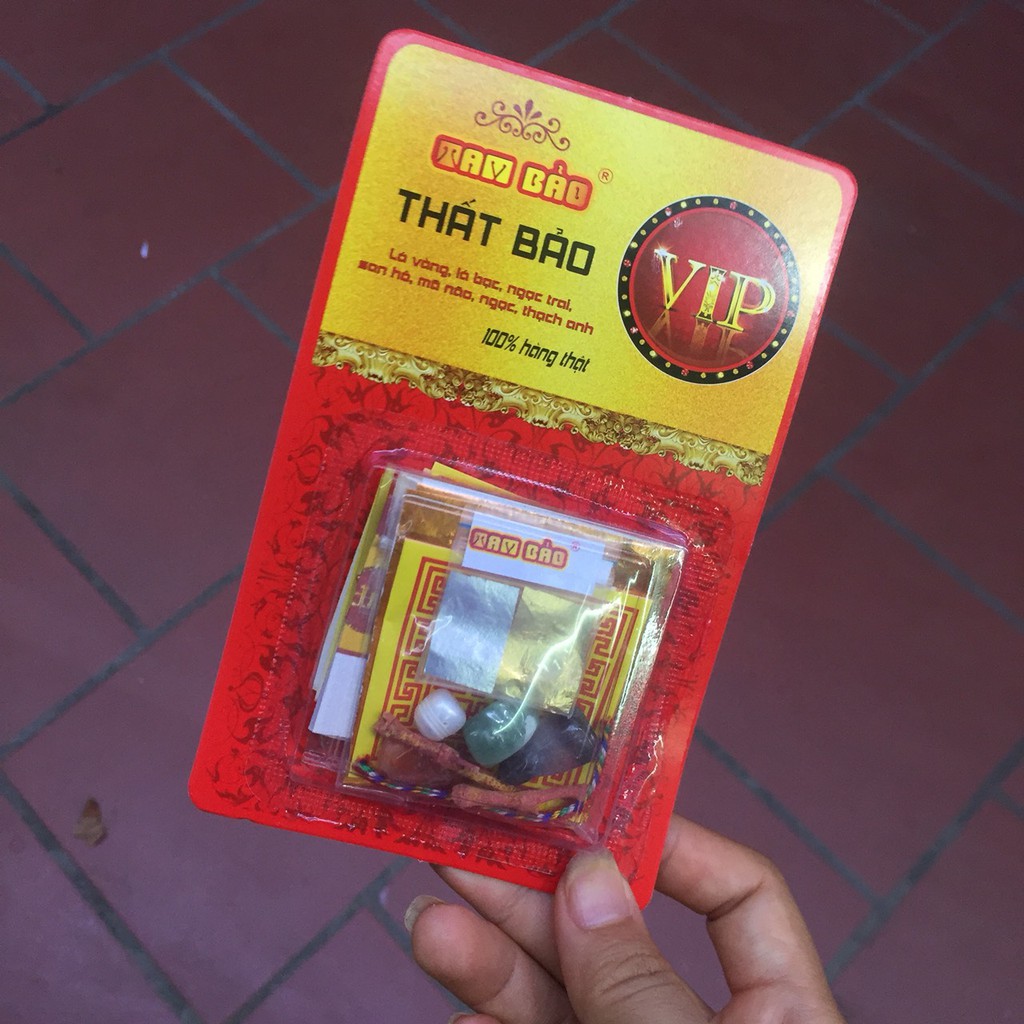 TAM BẢO ®
THẤT BẢO
Lá vàng, lá bạc, ngọc trai,
san hô, mã não, ngọc, thạch anh
100% hàng thật
VIP
TAM BẢO